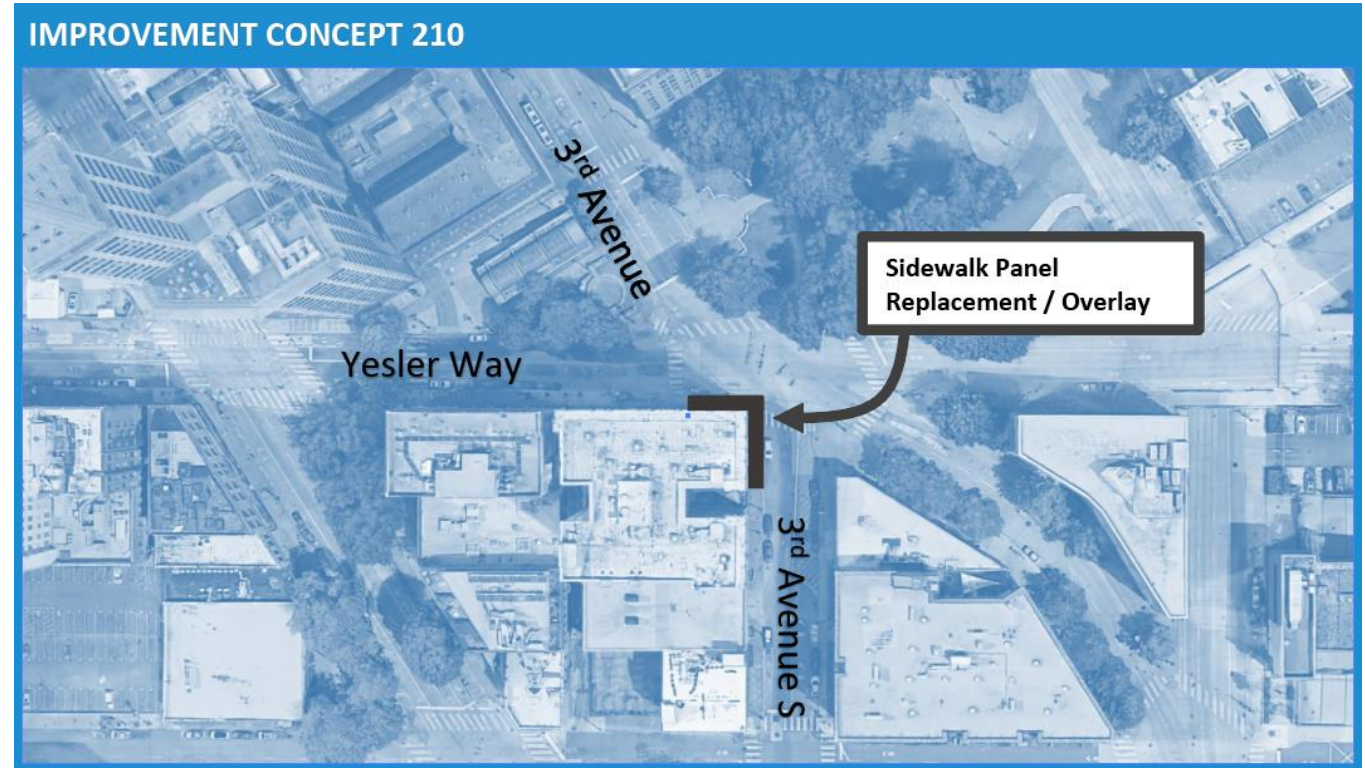 IMPROVEMENT CONCEPT 210
3rd Avenue
Sidewalk Panel
Replacement / Overlay
Yesler Way
3rd Avenue S